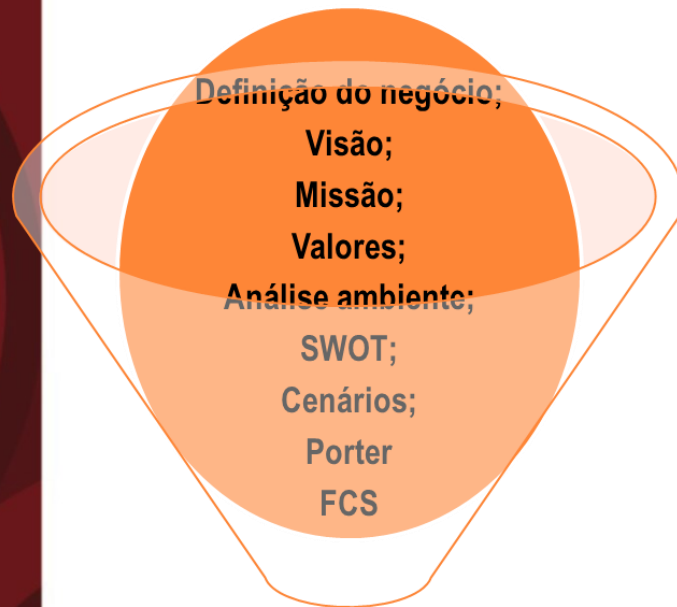 Definição do negócio;
Visão;
Missão;
Valores;
Análise ambiente;
SWOT;
Cenários;
Porter
FCS